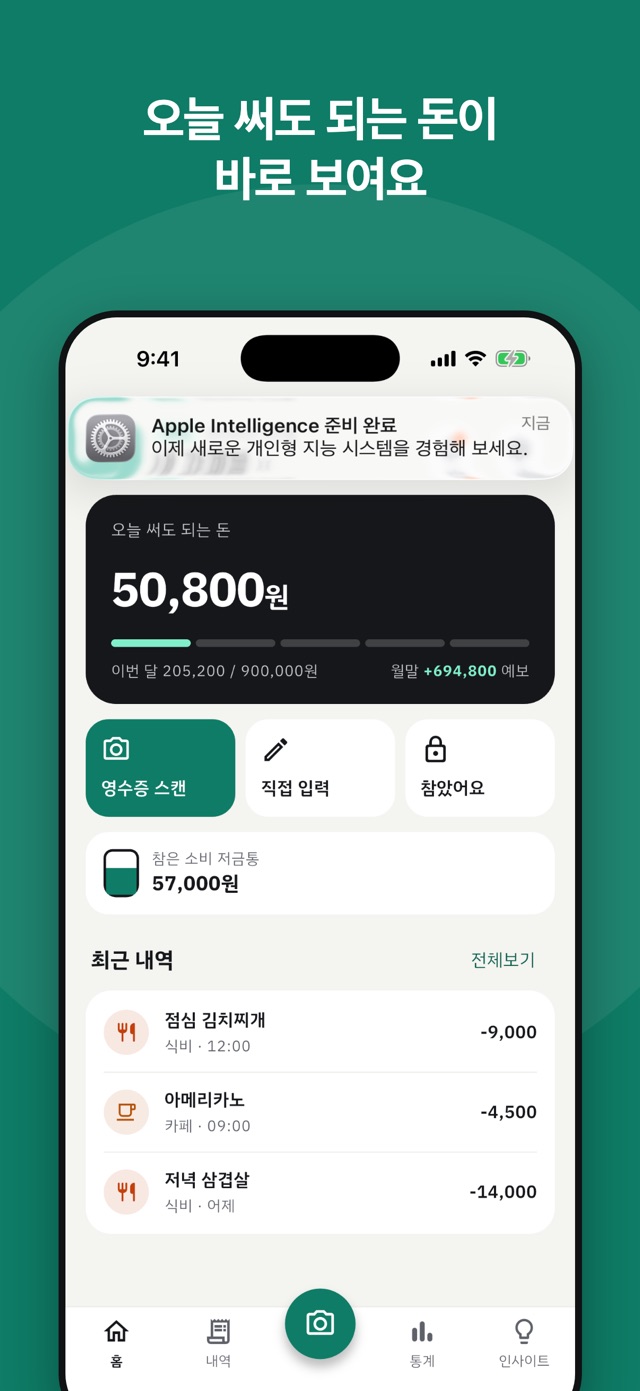 오늘 써도 되는 돈이
바로 보여요
9:41
Apple Intelligence 준비 완료
지금
이제 새로운 개인형 지능 시스템을 경험해 보세요.
오늘 써도 되는 돈
50,800원
이번 달 205,200 / 900,000원
월말 +694,800 예보
영수증 스캔
직접 입력
참았어요
참은 소비 저금통
57,000원
최근 내역
전체보기
점심 김치찌개
-9,000
식비 · 12:00
아메리카노
-4,500
카페 · 09:00
저녁 삼겹살
-14,000
식비 · 어제
홈
내역
통계
인사이트